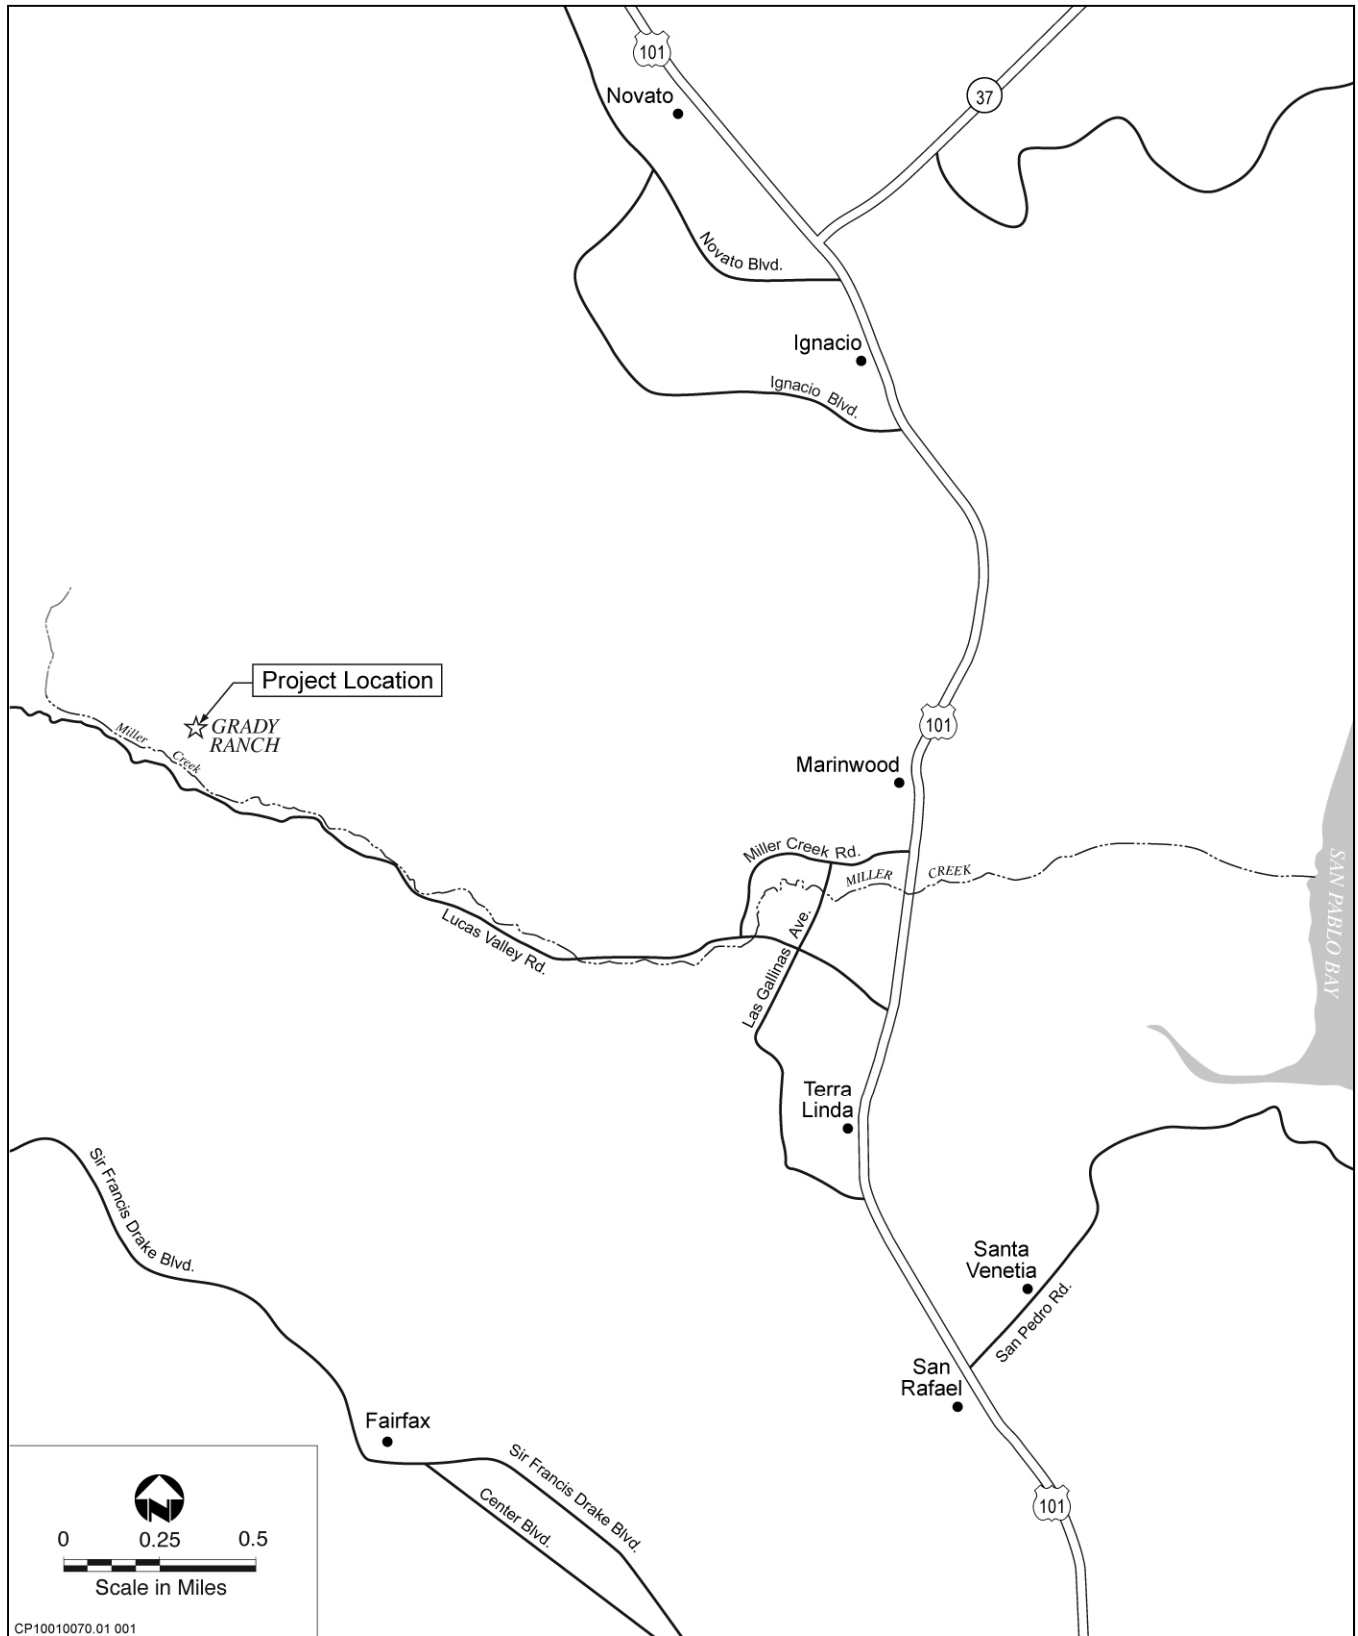 101
37
Novato
Novato Blvd.
Ignacio
Ignacio Blvd.
Project Location
GRADY
RANCH
Miller Creek
101
Marinwood
Miller Creek Rd.
MILLER CREEK
SAN PABLO BAY
Las Gallinas Ave.
Lucas Valley Rd.
Terra
Linda
Sir Francis Drake Blvd.
Santa
Venetia
San Pedro Rd.
San
Rafael
Fairfax
Sir Francis Drake Blvd.
Center Blvd.
101
N
0 0.25 0.5
Scale in Miles
CP10010070.01 001